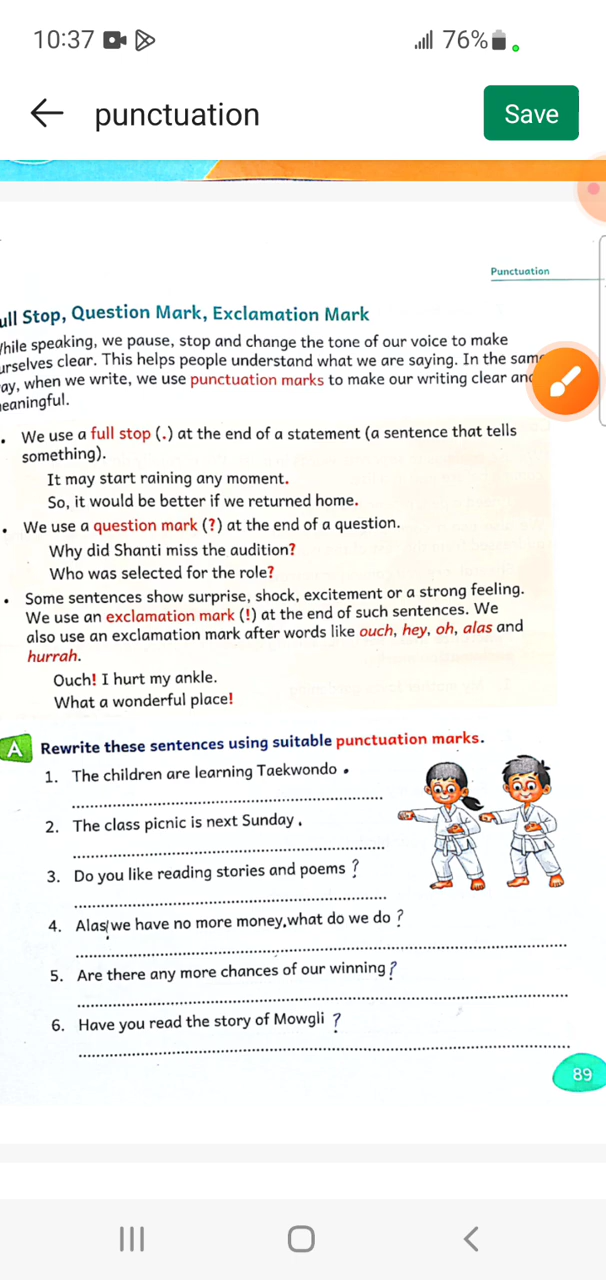 10:37
76%
punctuation
Save
Punctuation
ull Stop, Question Mark, Exclamation Mark
hile speaking, we pause, stop and change the tone of our voice to make
urselves clear. This helps people understand what we are saying. In the same
ay, when we write, we use punctuation marks to make our writing clear and
eaningful.
• We use a full stop (.) at the end of a statement (a sentence that tells
something).
It may start raining any moment.
So, it would be better if we returned home.
• We use a question mark (?) at the end of a question.
Why did Shanti miss the audition?
Who was selected for the role?
• Some sentences show surprise, shock, excitement or a strong feeling.
We use an exclamation mark (!) at the end of such sentences. We
also use an exclamation mark after words like ouch, hey, oh, alas and
hurrah.
Ouch! I hurt my ankle.
What a wonderful place!
A Rewrite these sentences using suitable punctuation marks.
1. The children are learning Taekwondo .
2. The class picnic is next Sunday .
3. Do you like reading stories and poems ?
4. Alas! we have no more money,what do we do ?
5. Are there any more chances of our winning?
6. Have you read the story of Mowgli ?
89